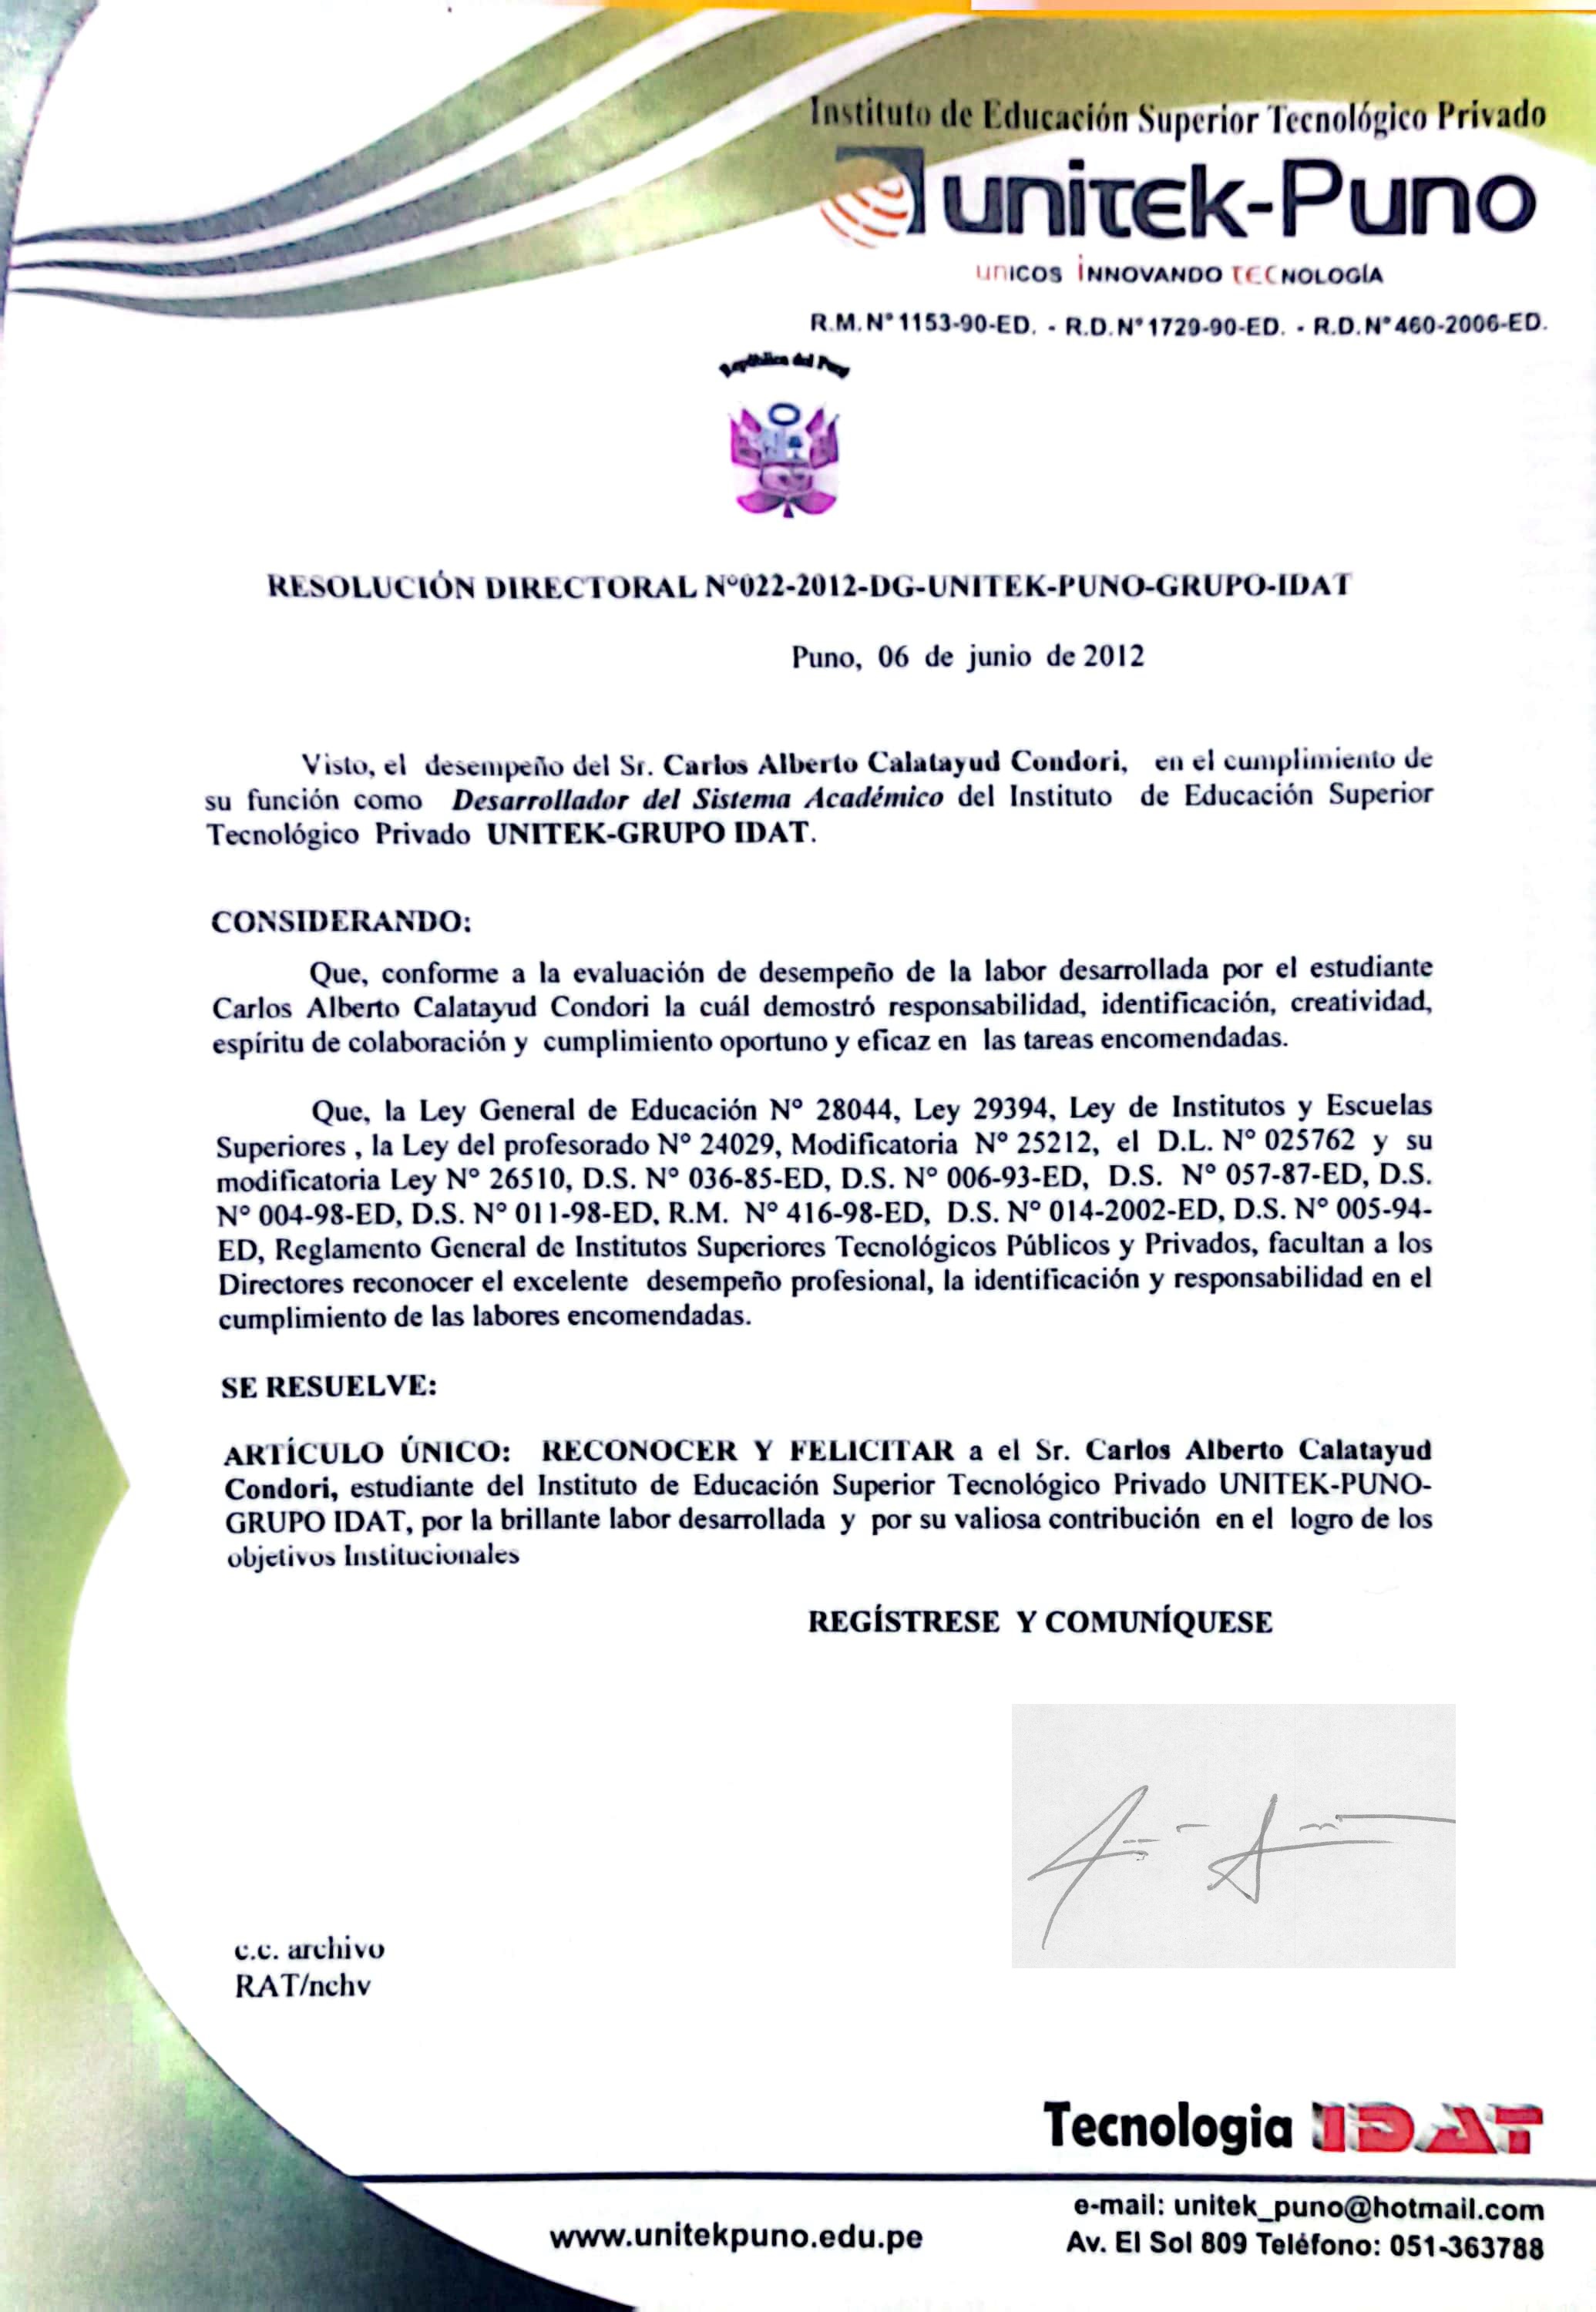 Instituto de Educación Superior Tecnológico Privado
unitek-Puno
unicos innovando tecnología
R.M.N°1153-90-ED. - R.D.N°1729-90-ED. - R.D.N°460-2006-ED.
República del Perú
RESOLUCIÓN DIRECTORAL N°022-2012-DG-UNITEK-PUNO-GRUPO-IDAT
Puno, 06 de junio de 2012
Visto, el desempeño del Sr. Carlos Alberto Calatayud Condori, en el cumplimiento de
su función como Desarrollador del Sistema Académico del Instituto de Educación Superior
Tecnológico Privado UNITEK-GRUPO IDAT.
CONSIDERANDO:
Que, conforme a la evaluación de desempeño de la labor desarrollada por el estudiante
Carlos Alberto Calatayud Condori la cuál demostró responsabilidad, identificación, creatividad,
espíritu de colaboración y cumplimiento oportuno y eficaz en las tareas encomendadas.
Que, la Ley General de Educación N° 28044, Ley 29394, Ley de Institutos y Escuelas
Superiores , la Ley del profesorado N° 24029, Modificatoria N° 25212, el D.L. N° 025762 y su
modificatoria Ley N° 26510, D.S. N° 036-85-ED, D.S. N° 006-93-ED, D.S. N° 057-87-ED, D.S.
N° 004-98-ED, D.S. N° 011-98-ED, R.M. N° 416-98-ED, D.S. N° 014-2002-ED, D.S. N° 005-94-
ED, Reglamento General de Institutos Superiores Tecnológicos Públicos y Privados, facultan a los
Directores reconocer el excelente desempeño profesional, la identificación y responsabilidad en el
cumplimiento de las labores encomendadas.
SE RESUELVE:
ARTÍCULO ÚNICO: RECONOCER Y FELICITAR a el Sr. Carlos Alberto Calatayud
Condori, estudiante del Instituto de Educación Superior Tecnológico Privado UNITEK-PUNO-
GRUPO IDAT, por la brillante labor desarrollada y por su valiosa contribución en el logro de los
objetivos Institucionales
REGÍSTRESE Y COMUNÍQUESE
c.c. archivo
RAT/nchv
Tecnologia IDAT
e-mail: unitek_puno@hotmail.com
www.unitekpuno.edu.pe
Av. El Sol 809 Teléfono: 051-363788